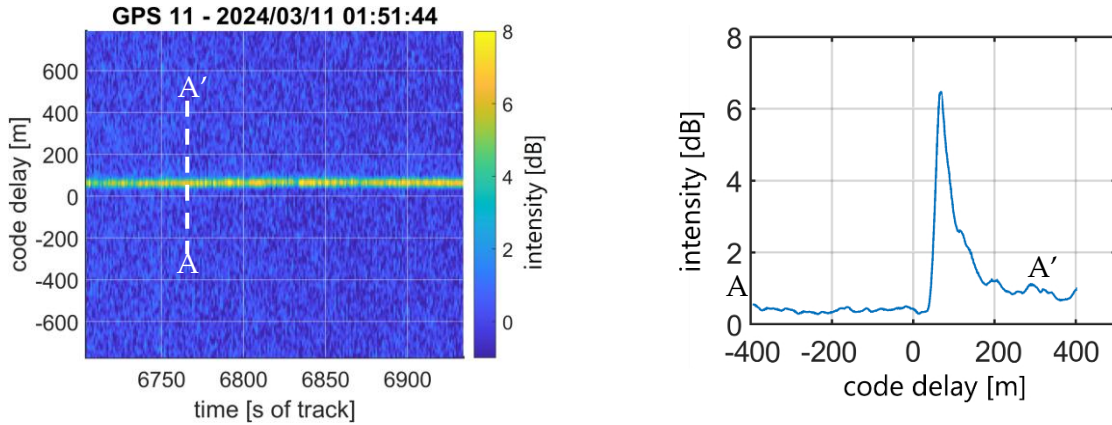 GPS 11 - 2024/03/11 01:51:44
code delay [m]
600
400
200
0
-200
-400
-600
A′
A
6750
6800
6850
6900
time [s of track]
8
6
4
2
0
intensity [dB]
intensity [dB]
8
6
4
2
0
A
A′
-400
-200
0
200
400
code delay [m]